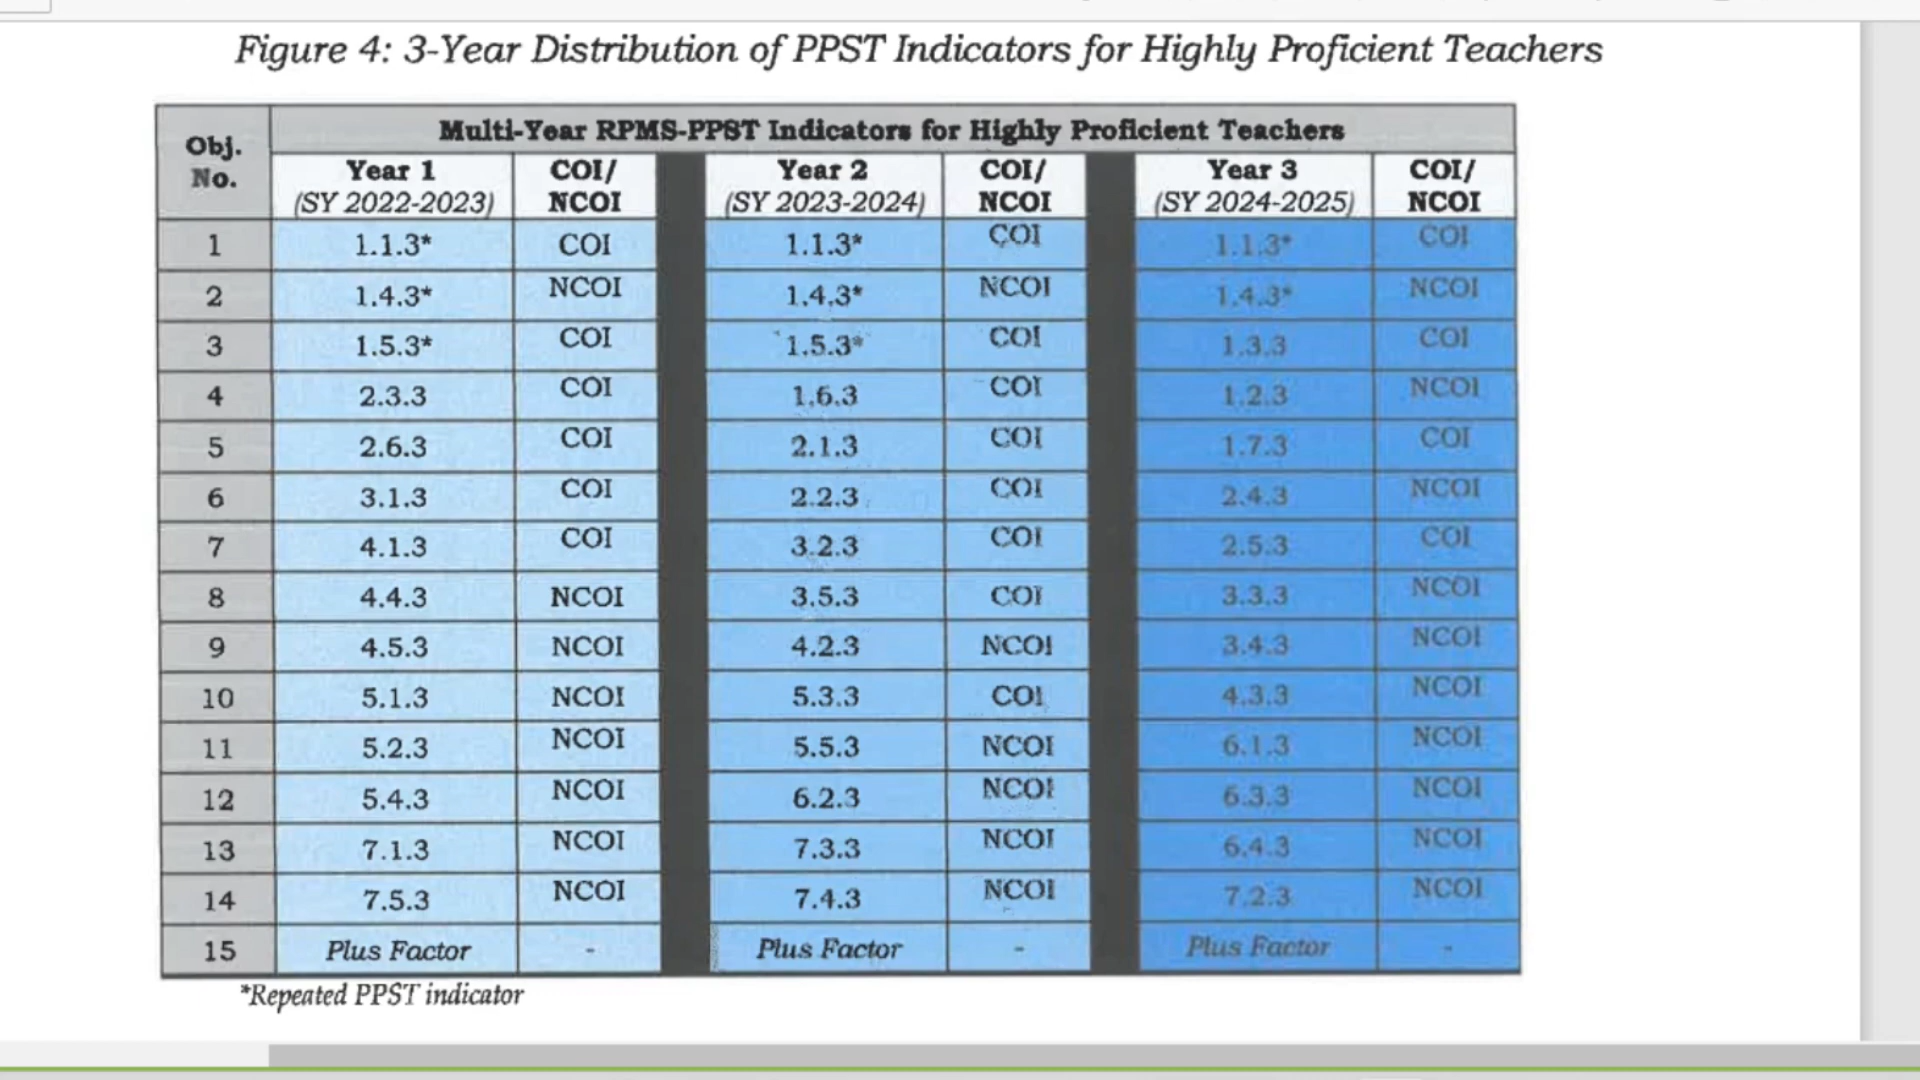 Figure 4: 3-Year Distribution of PPST Indicators for Highly Proficient Teachers
Obj. No. Multi-Year RPMS-PPST Indicators for Highly Proficient Teachers
Year 1 (SY 2022-2023) COI/ NCOI Year 2 (SY 2023-2024) COI/ NCOI Year 3 (SY 2024-2025) COI/ NCOI
1 1.1.3* COI 1.1.3* COI 1.1.3* COI
2 1.4.3* NCOI 1.4.3* NCOI 1.4.3* NCOI
3 1.5.3* COI 1.5.3* COI 1.3.3 COI
4 2.3.3 COI 1.6.3 COI 1.2.3 NCOI
5 2.6.3 COI 2.1.3 COI 1.7.3 COI
6 3.1.3 COI 2.2.3 COI 2.4.3 NCOI
7 4.1.3 COI 3.2.3 COI 2.5.3 COI
8 4.4.3 NCOI 3.5.3 COI 3.3.3 NCOI
9 4.5.3 NCOI 4.2.3 NCOI 3.4.3 NCOI
10 5.1.3 NCOI 5.3.3 COI 4.3.3 NCOI
11 5.2.3 NCOI 5.5.3 NCOI 6.1.3 NCOI
12 5.4.3 NCOI 6.2.3 NCOI 6.3.3 NCOI
13 7.1.3 NCOI 7.3.3 NCOI 6.4.3 NCOI
14 7.5.3 NCOI 7.4.3 NCOI 7.2.3 NCOI
15 Plus Factor - Plus Factor - Plus Factor -
*Repeated PPST indicator